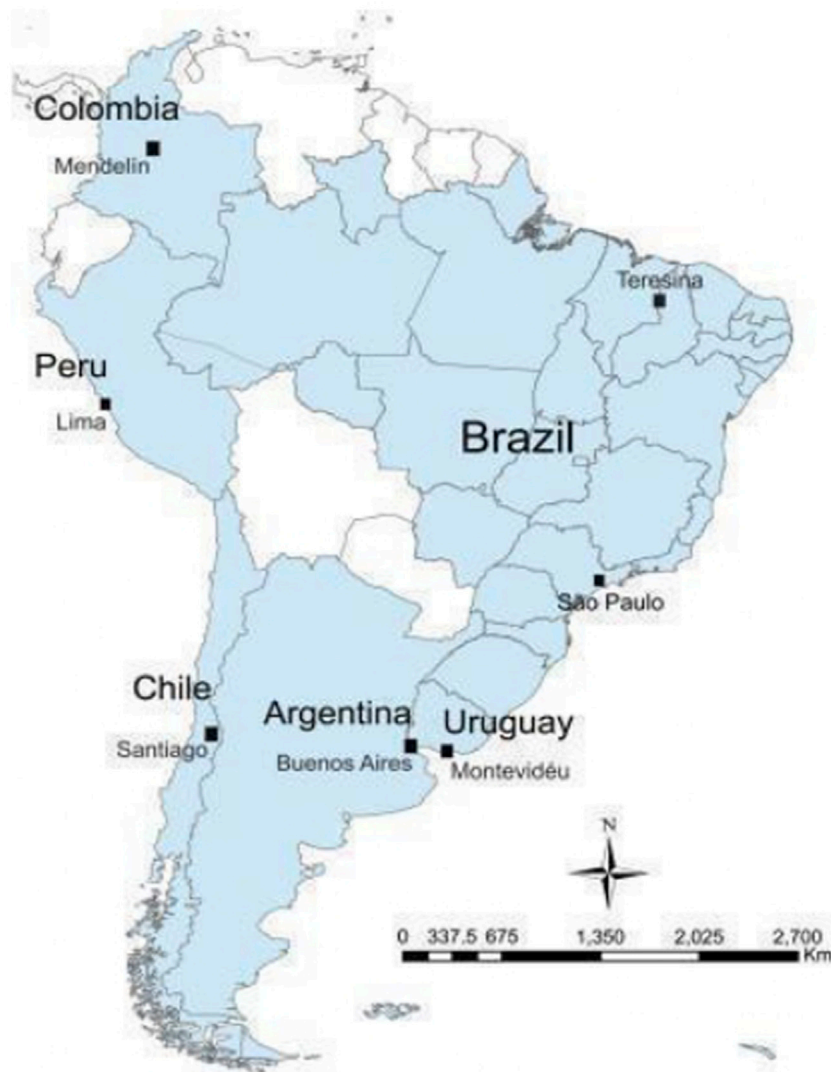 Colombia
Mendelín
Teresina
Peru
Lima
Brazil
São Paulo
Chile
Santiago
Argentina
Buenos Aires
Uruguay
Montevidéu
N
0 337.5 675 1,350 2,025 2,700
Km